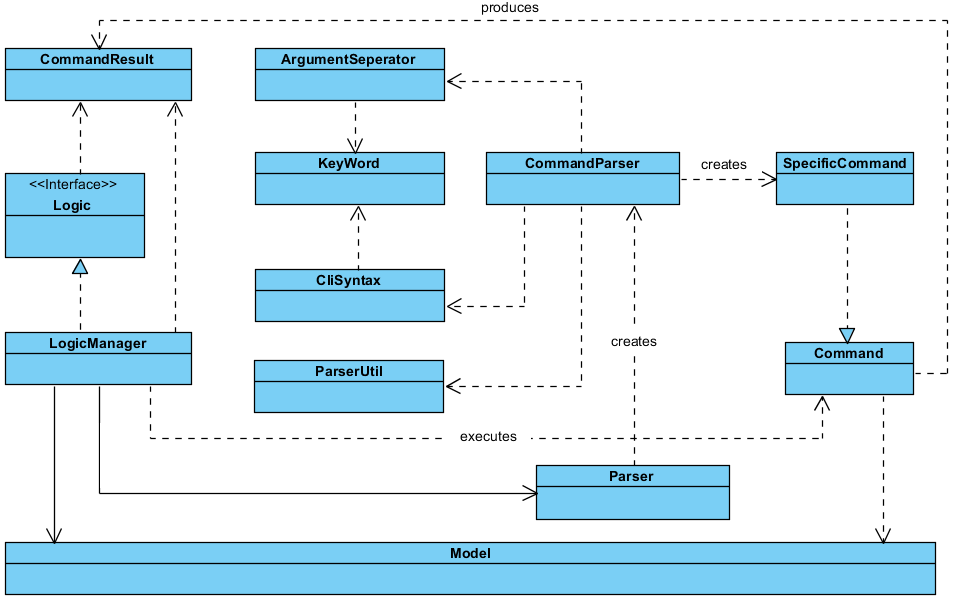 produces
CommandResult
ArgumentSeperator
KeyWord
CommandParser
creates
SpecificCommand
<<Interface>>
Logic
CliSyntax
LogicManager
creates
Command
ParserUtil
executes
Parser
Model